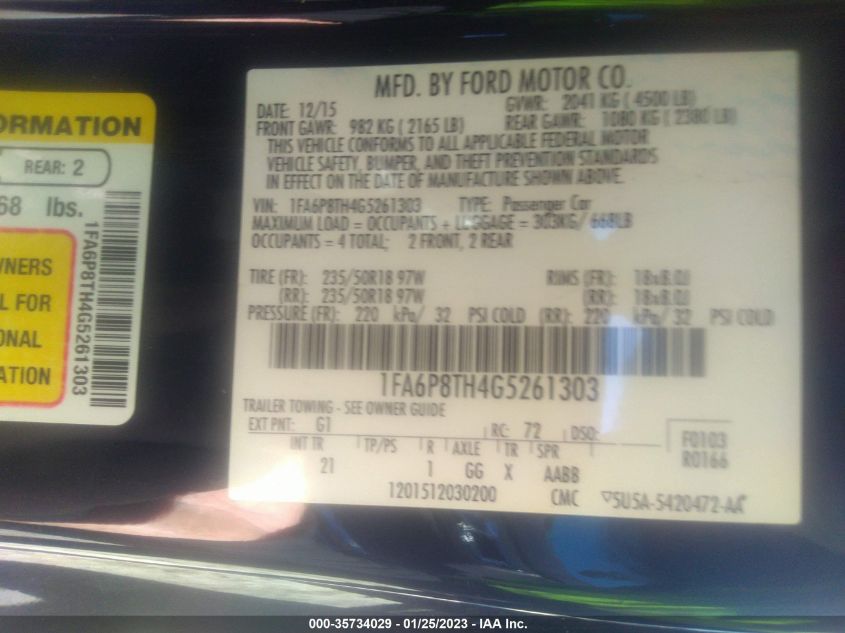 ORMATION
REAR: 2
68 lbs.
WNERS
L FOR
ONAL
ATION
1FA6P8TH4G5261303
MFD. BY FORD MOTOR CO.
DATE: 12/15 GVWR: 2041 KG ( 4500 LB)
FRONT GAWR: 982 KG ( 2165 LB) REAR GAWR: 1080 KG ( 2380 LB)
THIS VEHICLE CONFORMS TO ALL APPLICABLE FEDERAL MOTOR
VEHICLE SAFETY, BUMPER, AND THEFT PREVENTION STANDARDS
IN EFFECT ON THE DATE OF MANUFACTURE SHOWN ABOVE.
VIN: 1FA6P8TH4G5261303 TYPE: Passenger Car
MAXIMUM LOAD = OCCUPANTS + LUGGAGE = 303KG/ 668LB
OCCUPANTS = 4 TOTAL; 2 FRONT, 2 REAR
TIRE (FR): 235/50R18 97W RIMS (FR): 18x8.0J
(RR): 235/50R18 97W (RR): 18x8.0J
PRESSURE (FR): 220 kPa/ 32 PSI COLD (RR): 220 kPa/ 32 PSI COLD
1FA6P8TH4G5261303
TRAILER TOWING - SEE OWNER GUIDE
EXT PNT: G1 RC: 72 DSO: F0103
INT TR TP/PS R AXLE TR SPR R0166
21 I GG X AABB
1201512030200 CMC ▽5U5A-5420472-AA
000-35734029 — 01/25/2023 - IAA Inc.